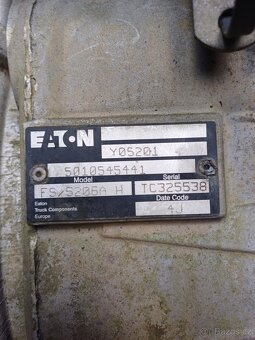 EATON
Y05201
5010545441
Model Serial
FS/5206A H TC325538
Eaton Date Code
Truck Components 4J
Europe